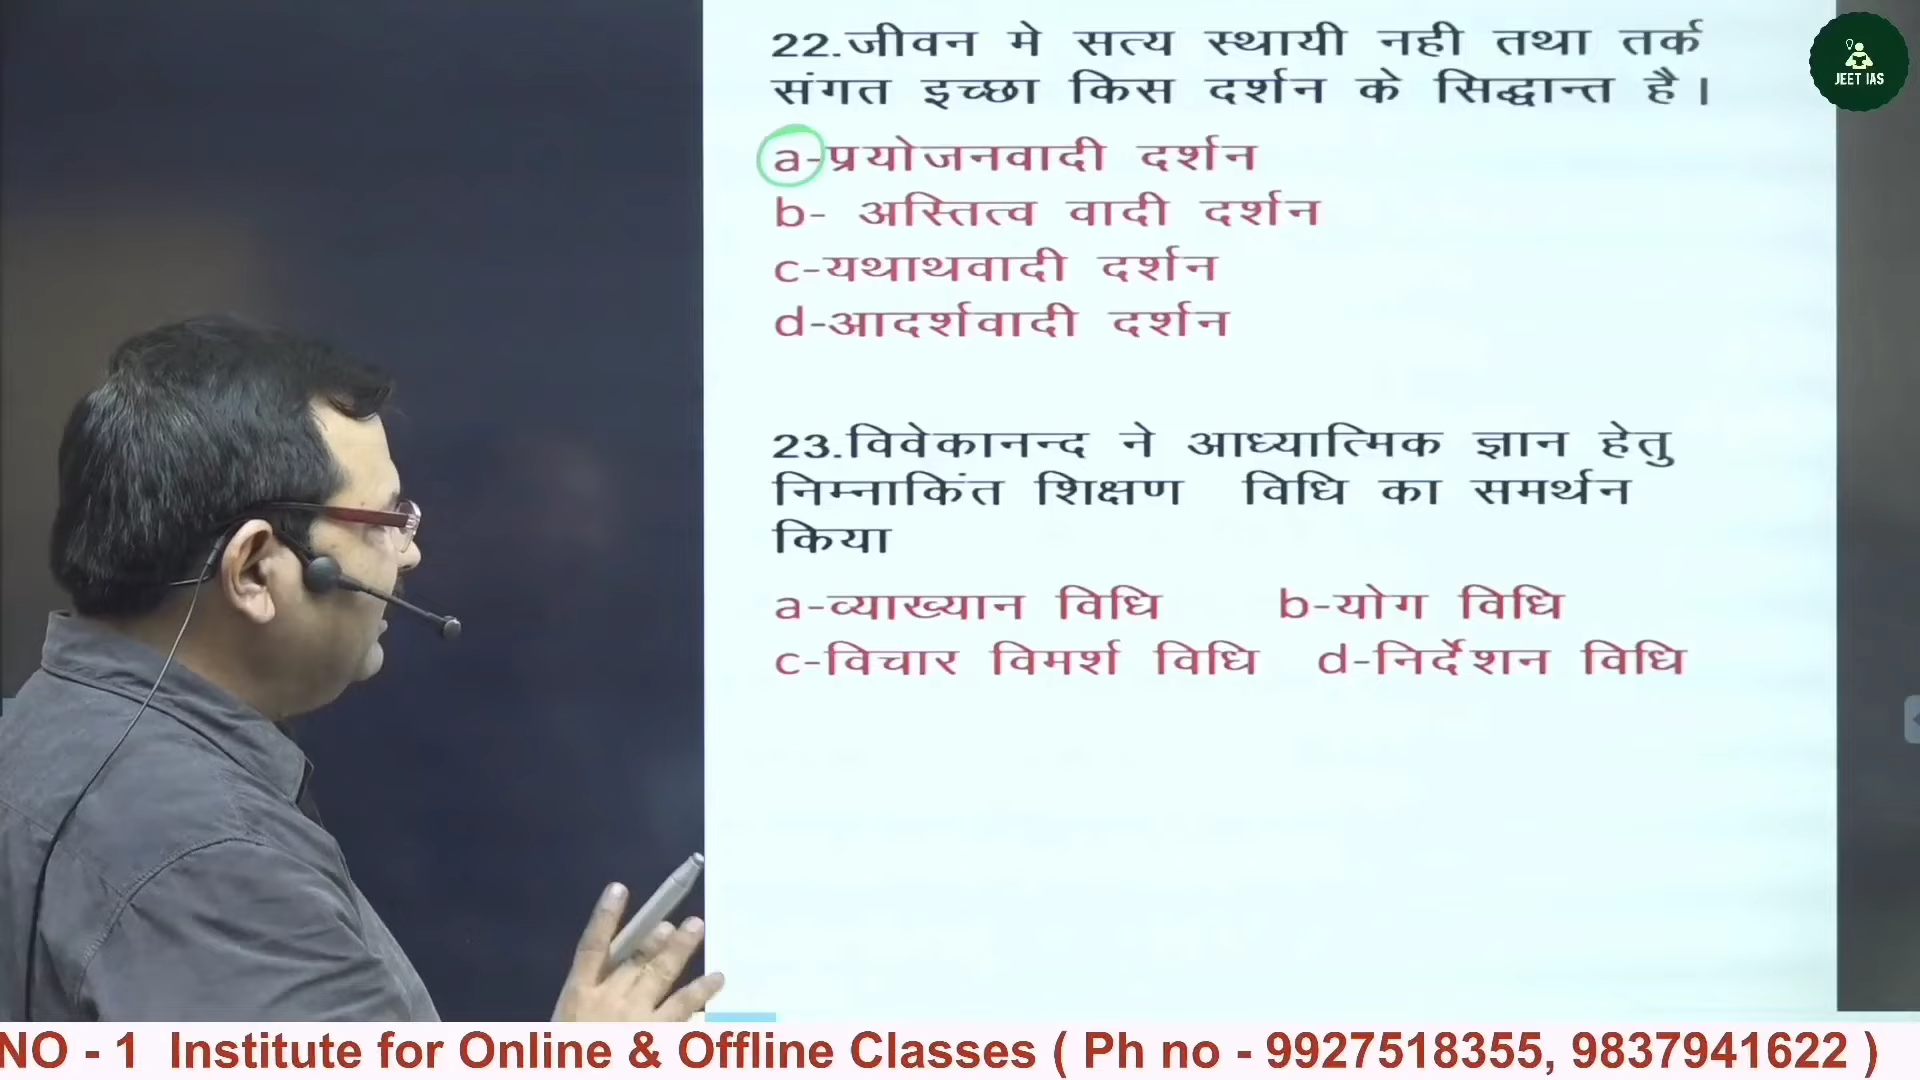 22.जीवन मे सत्य स्थायी नही तथा तर्क
संगत इच्छा किस दर्शन के सिद्धान्त है।
a-प्रयोजनवादी दर्शन
b- अस्तित्व वादी दर्शन
c-यथाथवादी दर्शन
d-आदर्शवादी दर्शन
23.विवेकानन्द ने आध्यात्मिक ज्ञान हेतु
निम्नाकिंत शिक्षण विधि का समर्थन
किया
a-व्याख्यान विधि b-योग विधि
c-विचार विमर्श विधि d-निर्देशन विधि
JEET IAS
NO - 1 Institute for Online & Offline Classes ( Ph no - 9927518355, 9837941622 )